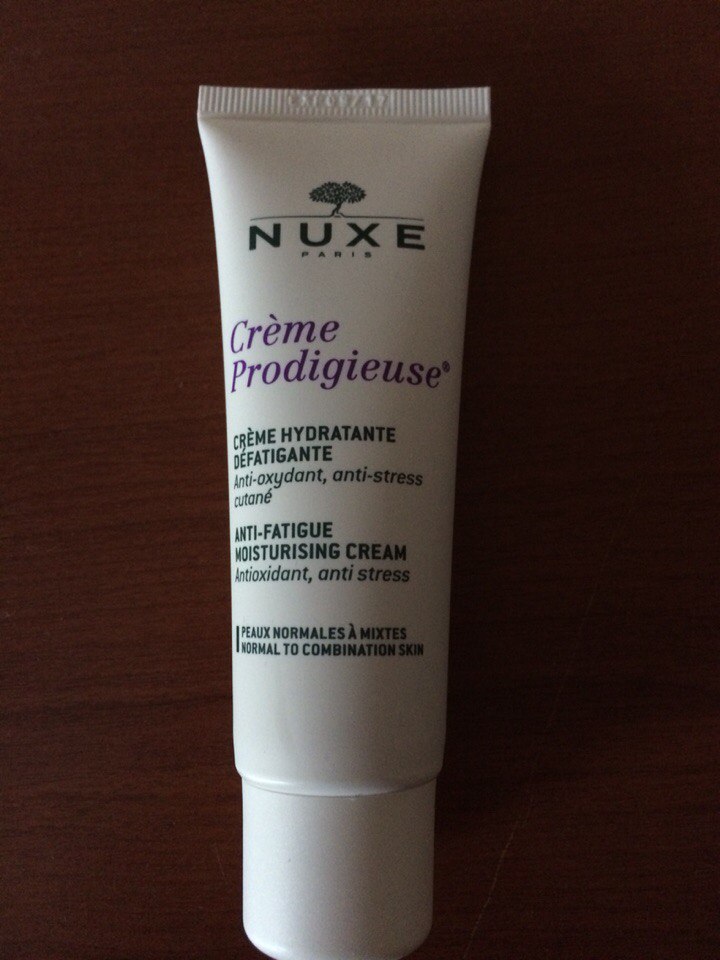 NUXE
PARIS
Crème
Prodigieuse®
CRÈME HYDRATANTE
DÉFATIGANTE
Anti-oxydant, anti-stress
cutané
ANTI-FATIGUE
MOISTURISING CREAM
Antioxidant, anti stress
PEAUX NORMALES À MIXTES
NORMAL TO COMBINATION SKIN